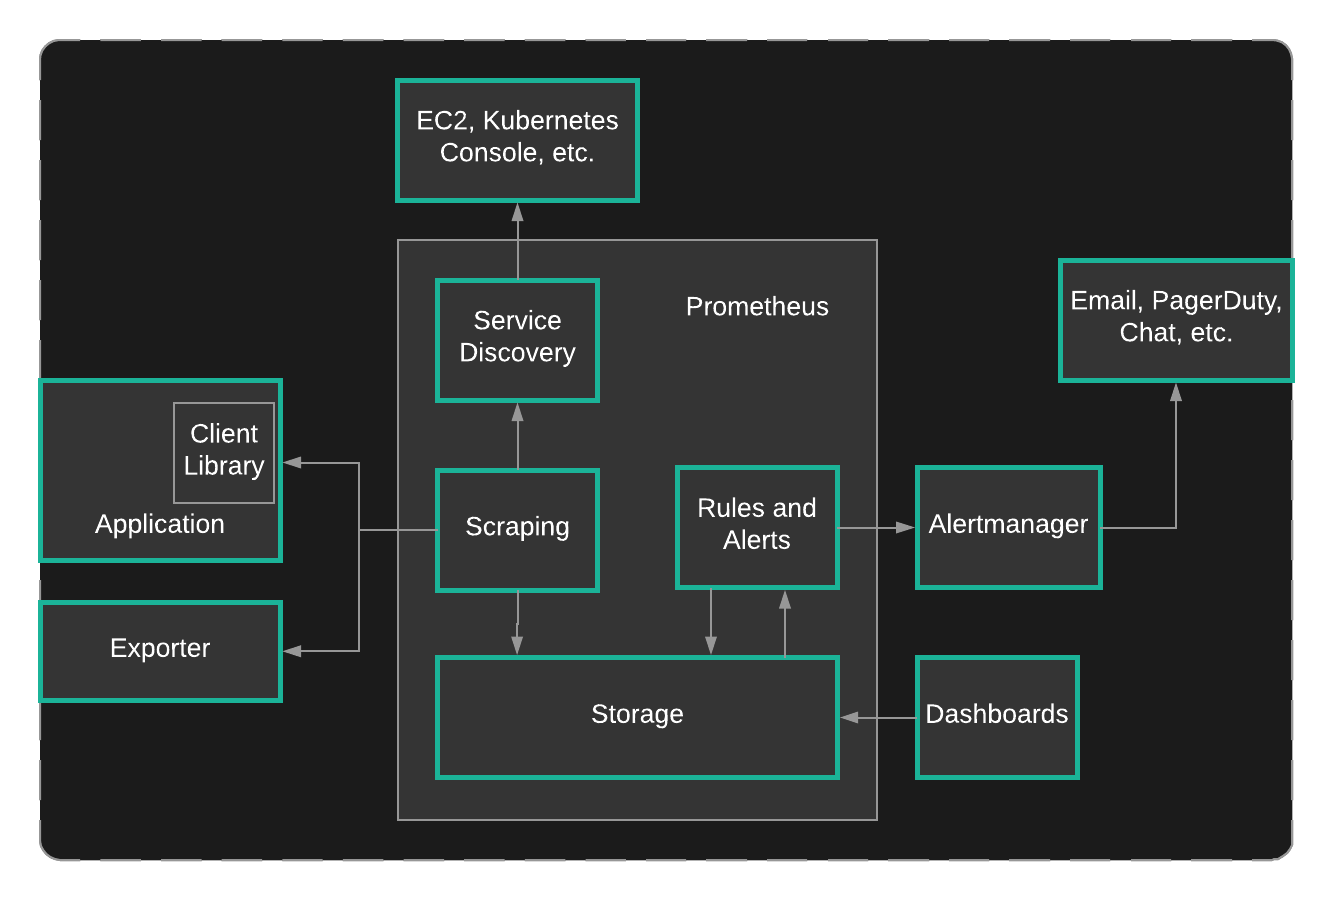 EC2, Kubernetes
Console, etc.
Prometheus
Service
Discovery
Email, PagerDuty,
Chat, etc.
Client
Library
Application
Scraping
Rules and
Alerts
Alertmanager
Exporter
Storage
Dashboards